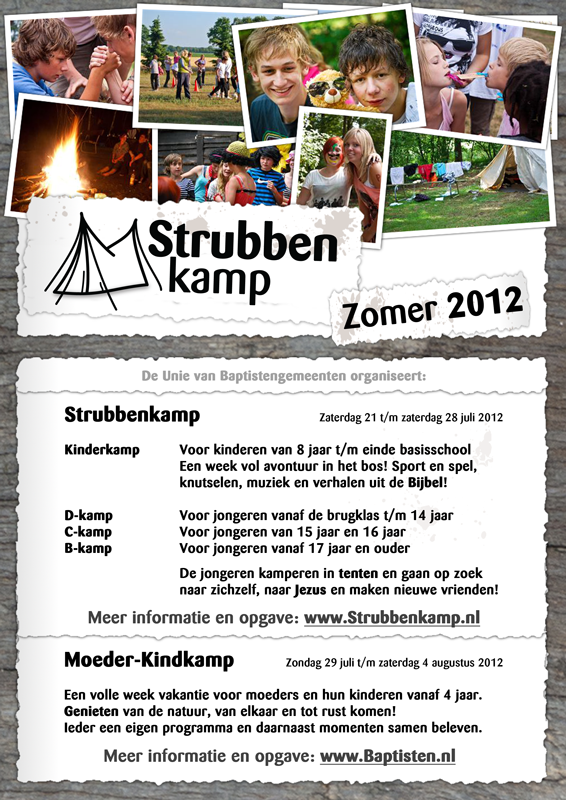 Strubben
kamp
Zomer 2012
De Unie van Baptistengemeenten organiseert:
Strubbenkamp Zaterdag 21 t/m zaterdag 28 juli 2012
Kinderkamp Voor kinderen van 8 jaar t/m einde basisschool
Een week vol avontuur in het bos! Sport en spel,
knutselen, muziek en verhalen uit de Bijbel!
D-kamp Voor jongeren vanaf de brugklas t/m 14 jaar
C-kamp Voor jongeren van 15 jaar en 16 jaar
B-kamp Voor jongeren vanaf 17 jaar en ouder
De jongeren kamperen in tenten en gaan op zoek
naar zichzelf, naar Jezus en maken nieuwe vrienden!
Meer informatie en opgave: www.Strubbenkamp.nl
Moeder-Kindkamp Zondag 29 juli t/m zaterdag 4 augustus 2012
Een volle week vakantie voor moeders en hun kinderen vanaf 4 jaar.
Genieten van de natuur, van elkaar en tot rust komen!
Ieder een eigen programma en daarnaast momenten samen beleven.
Meer informatie en opgave: www.Baptisten.nl